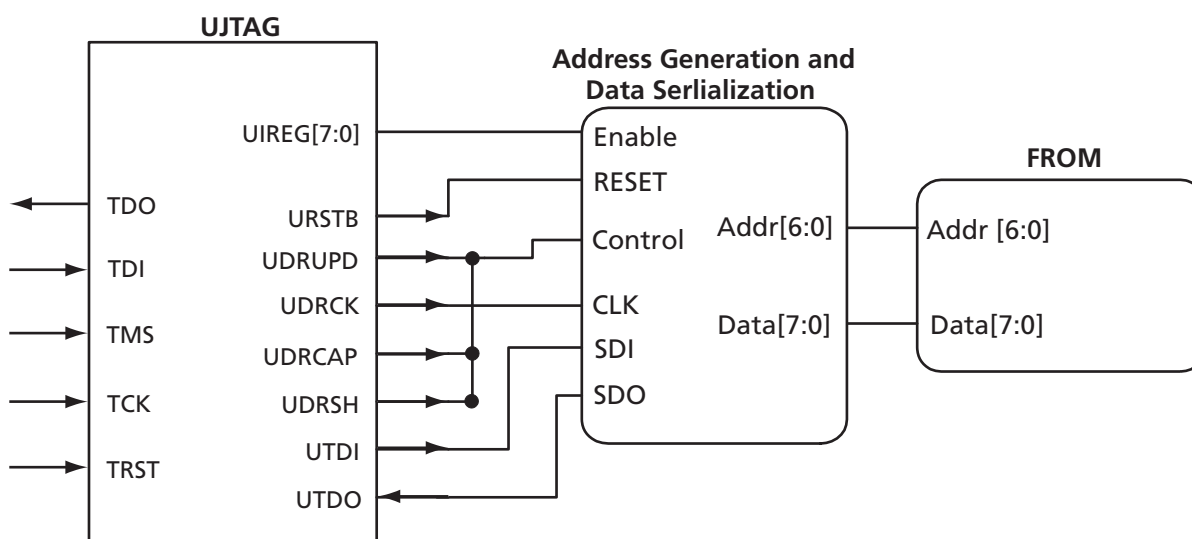 UJTAG
UIREG[7:0]
TDO
URSTB
UDRUPD
TDI
UDRCK
TMS
UDRCAP
TCK
UDRSH
UTDI
TRST
UTDO
Address Generation and
Data Serlialization
Enable
RESET
Control
Addr[6:0]
CLK
Data[7:0]
SDI
SDO
FROM
Addr [6:0]
Data[7:0]